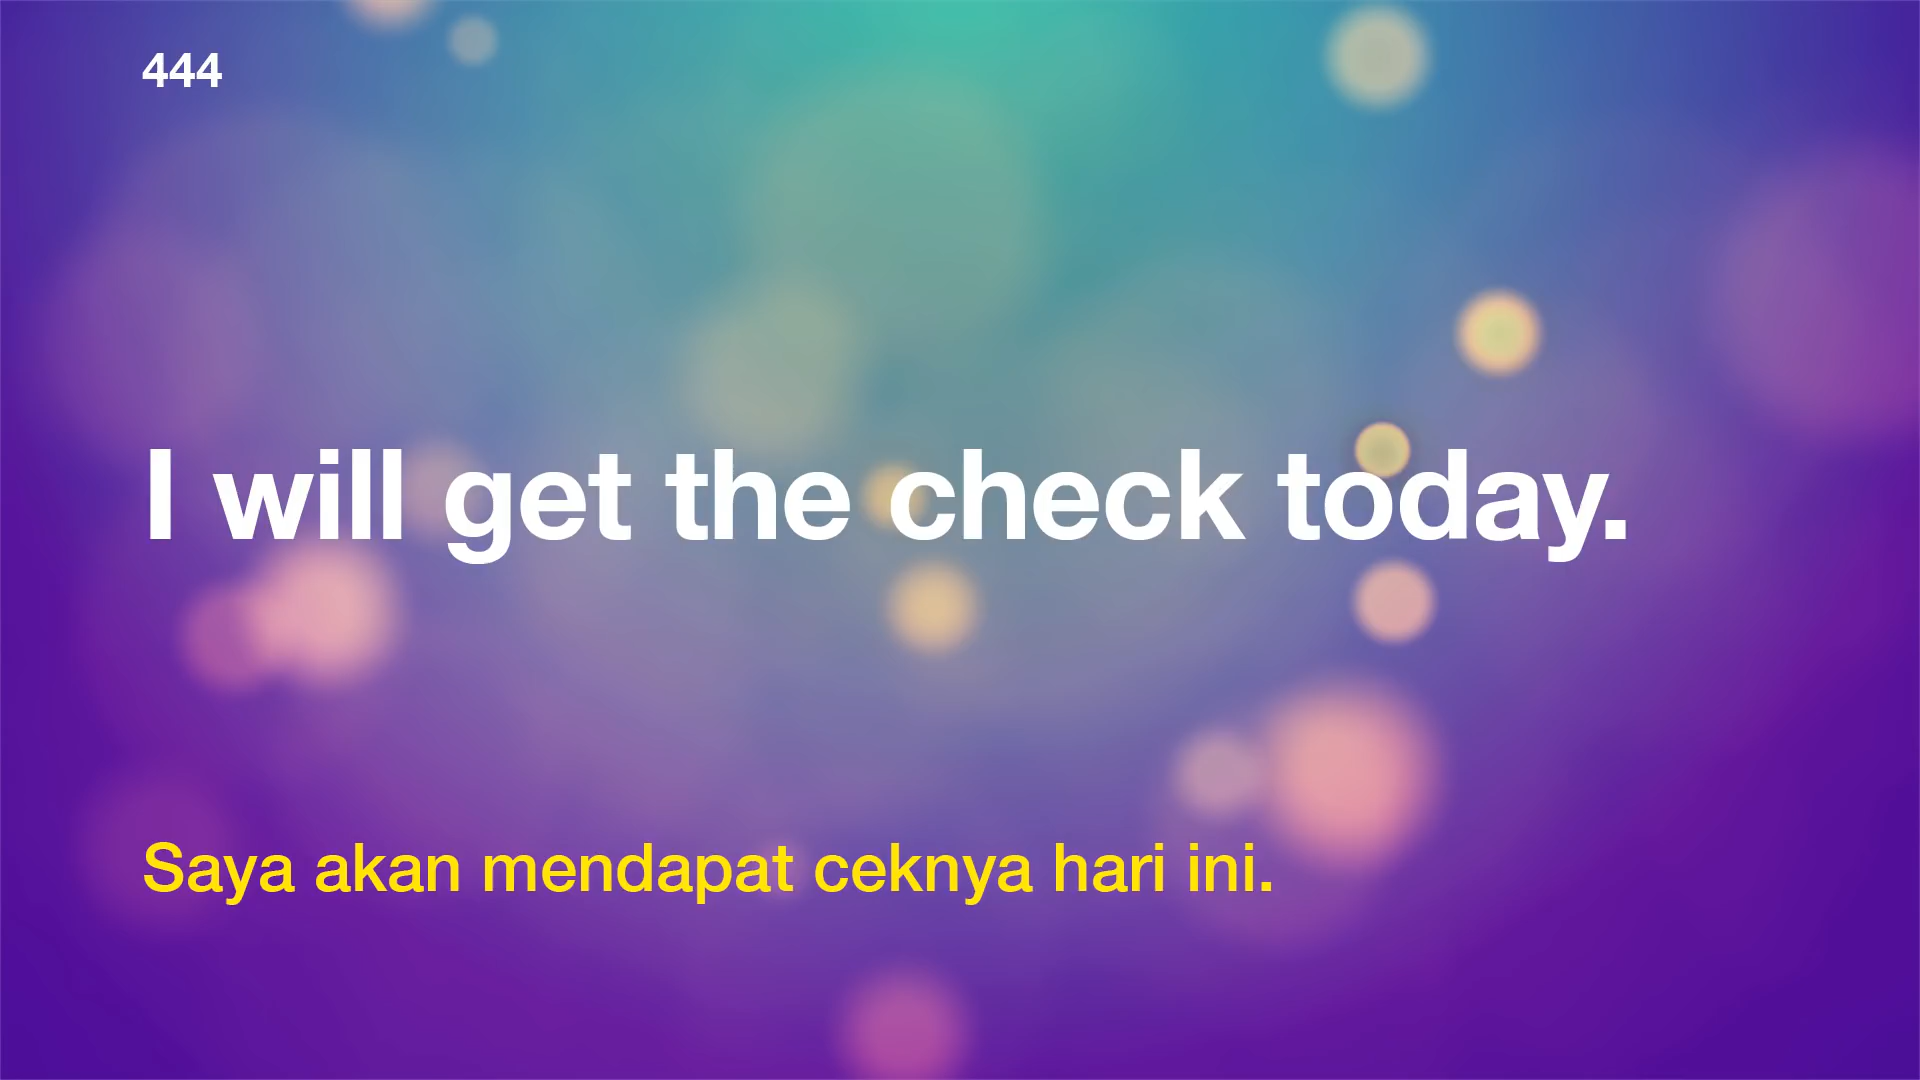 444
I will get the check today.
Saya akan mendapat ceknya hari ini.